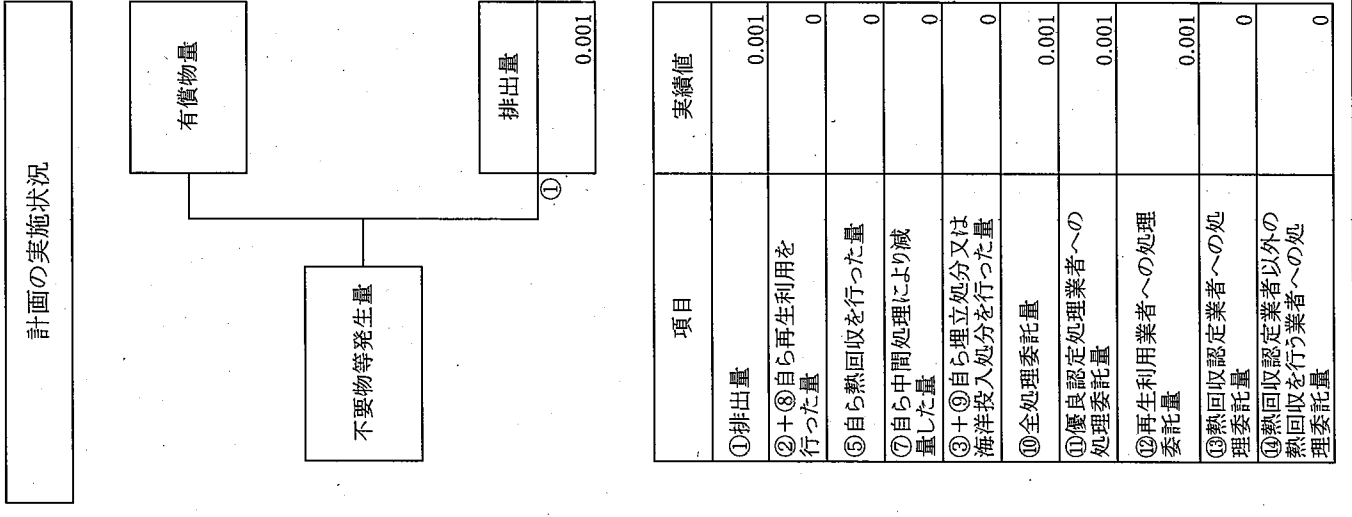 計画の実施状況
有償物量
不要物等発生量
排出量
①
0.001
項目
実績値
①排出量
0.001
②+⑧自ら再生利用を
行った量
0
⑤自ら熱回収を行った量
0
⑦自ら中間処理により減
量した量
0
③+⑨自ら埋立処分又は
海洋投入処分を行った量
0
⑩全処理委託量
0.001
⑪優良認定処理業者への
処理委託量
0.001
⑫再生利用業者への処理
委託量
0.001
⑬熱回収認定業者への処
理委託量
0
⑭熱回収認定業者以外の
熱回収を行う業者への処
理委託量
0